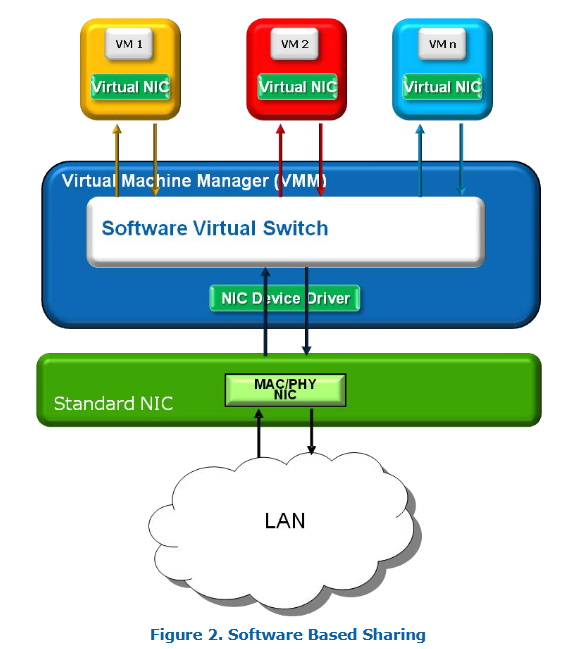 VM 1
VM 2
VM n
Virtual NIC
Virtual NIC
Virtual NIC
Virtual Machine Manager (VMM)
Software Virtual Switch
NIC Device Driver
MAC/PHY
NIC
Standard NIC
LAN
Figure 2. Software Based Sharing